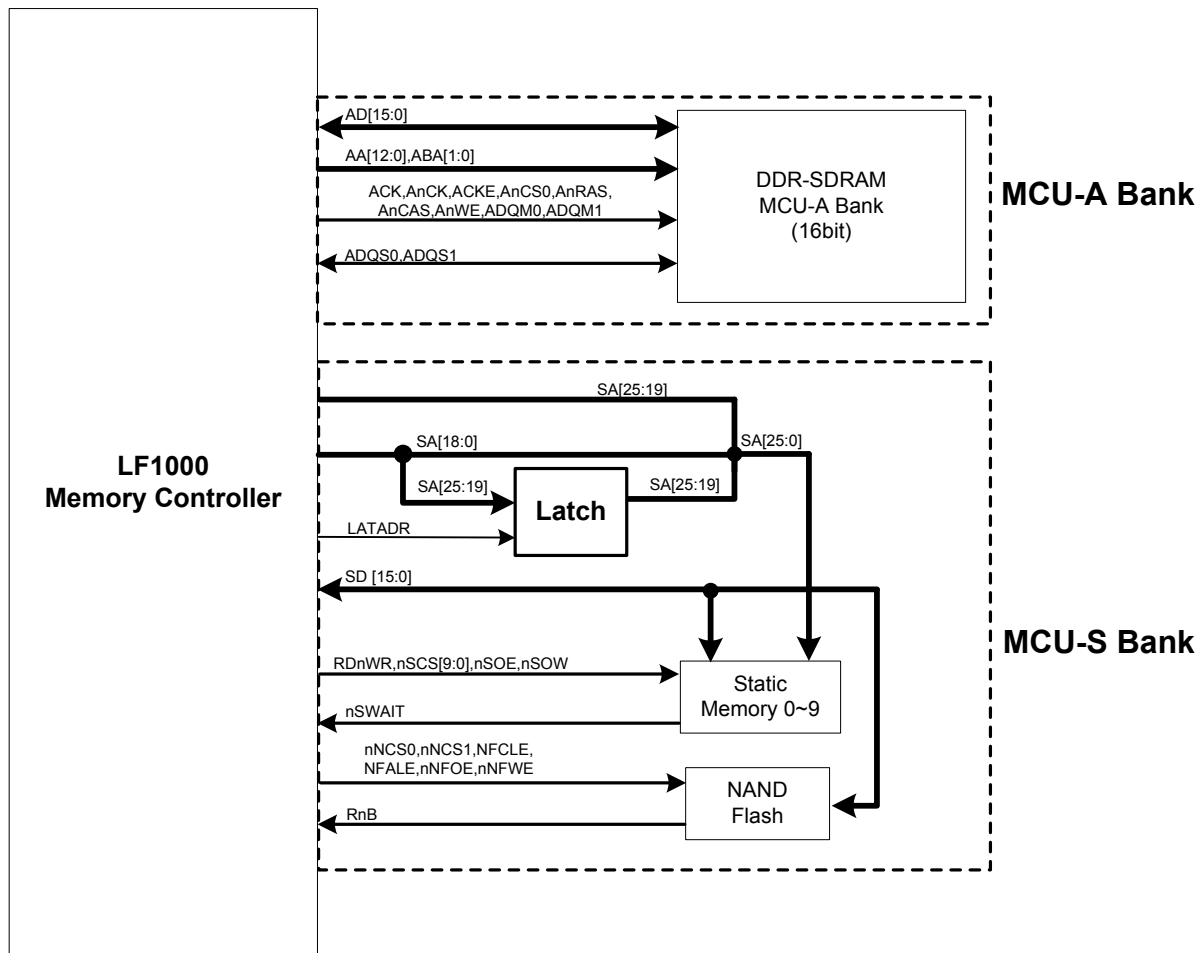 AD[15:0]
AA[12:0],ABA[1:0]
ACK,AnCK,ACKE,AnCS0,AnRAS,
AnCAS,AnWE,ADQM0,ADQM1
ADQS0,ADQS1
DDR-SDRAM
MCU-A Bank
(16bit)
MCU-A Bank
LF1000
Memory Controller
SA[25:19]
SA[18:0]
SA[25:0]
SA[25:19]
Latch
SA[25:19]
LATADR
SD [15:0]
RDnWR,nSCS[9:0],nSOE,nSOW
nSWAIT
Static
Memory 0~9
nNCS0,nNCS1,NFCLE,
NFALE,nNFOE,nNFWE
RnB
NAND
Flash
MCU-S Bank